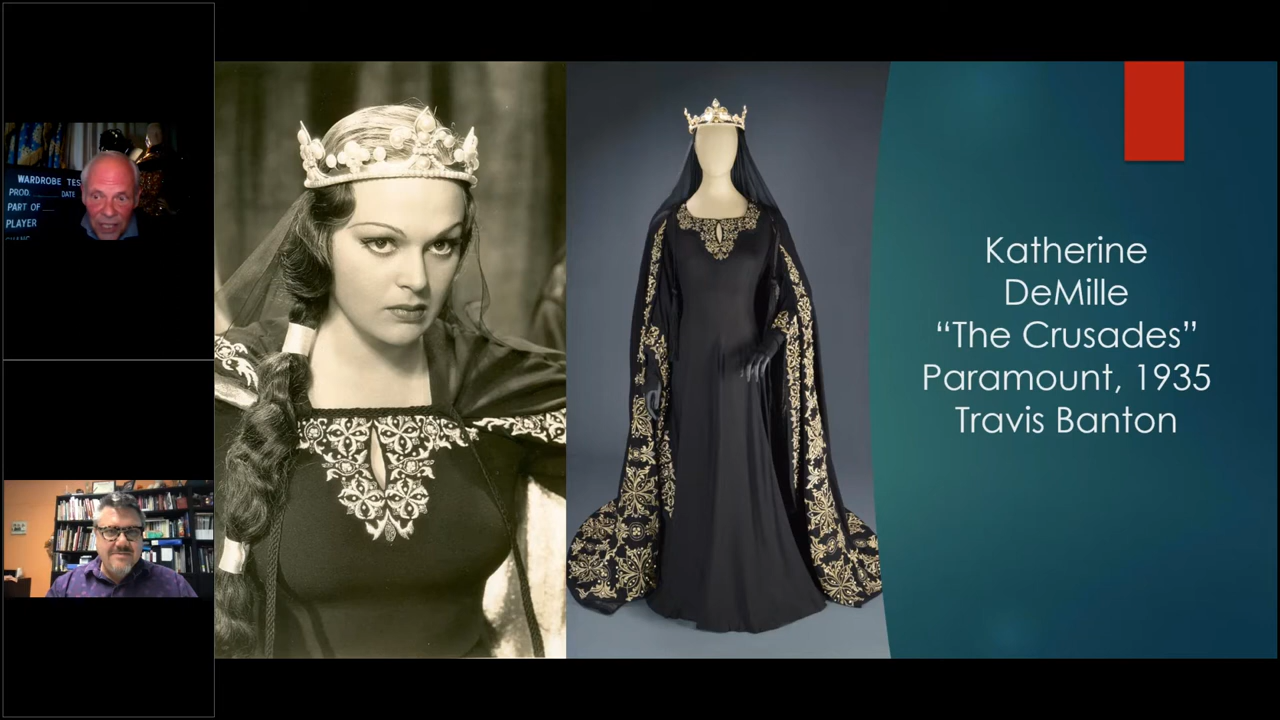 WARDROBE TES
PROD. DATE
PART OF
PLAYER
Katherine
DeMille
“The Crusades”
Paramount, 1935
Travis Banton